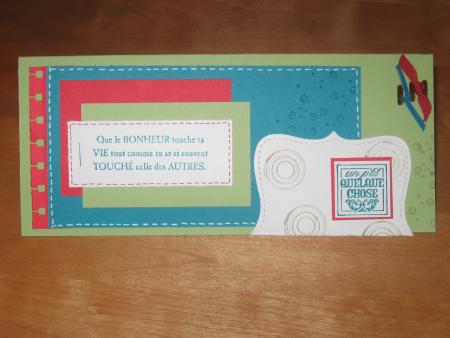 Que le BONHEUR touche ta
VIE tout comme tu as si souvent
TOUCHÉ celle des AUTRES.
un p'tit
QUELQUE
CHOSE